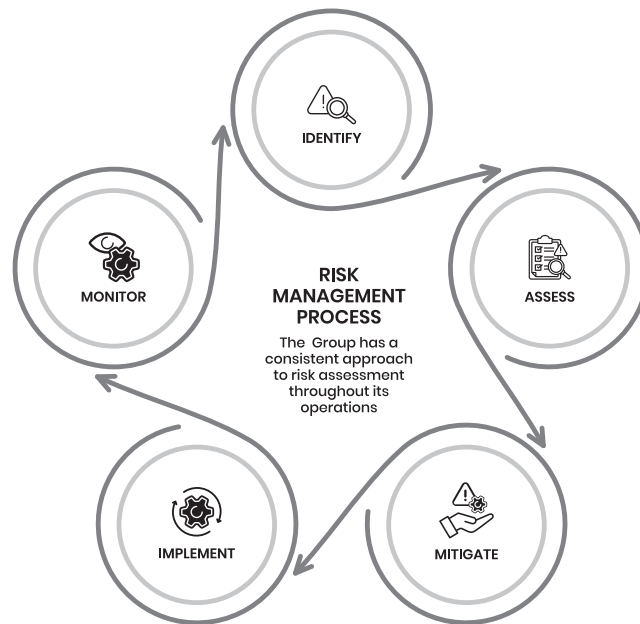 IDENTIFY
ASSESS
MITIGATE
IMPLEMENT
MONITOR
RISK
MANAGEMENT
PROCESS
The Group has a
consistent approach
to risk assessment
throughout its
operations